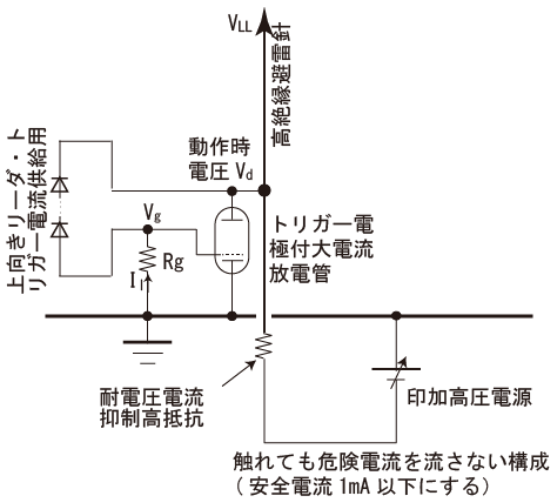 VLL
高絶縁避雷針
上向きリーダ・ト
リガー電流供給用
動作時
電圧 Vd
Vg
Rg
Il
トリガー電
極付大電流
放電管
耐電圧電流
抑制高抵抗
印加高圧電源
触れても危険電流を流さない構成
（安全電流 1mA 以下にする）